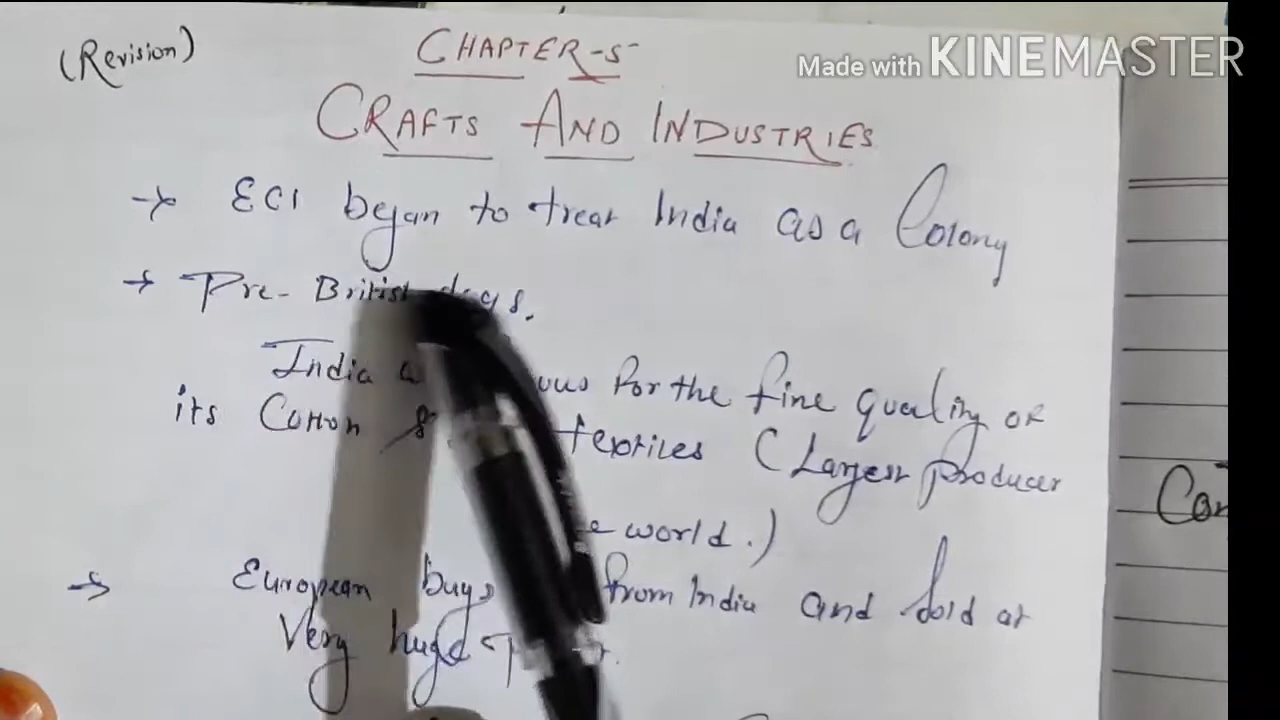 (Revision)
CHAPTER-5
Made with KINEMASTER
CRAFTS AND INDUSTRIES
→ ECI began to treat India as a Colony
→ Pre-British days.
India for the fine quality of
its Cotton & textiles (Largest producer
world.)
→ European buys from India and sold at
Very huge